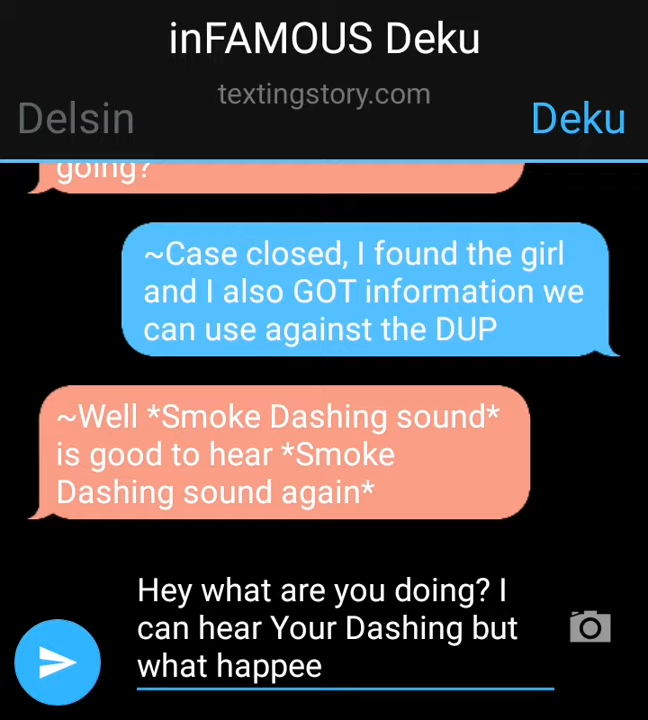 inFAMOUS Deku
textingstory.com
Delsin
Deku
going?
~Case closed, I found the girl
and I also GOT information we
can use against the DUP
~Well *Smoke Dashing sound*
is good to hear *Smoke
Dashing sound again*
Hey what are you doing? I
can hear Your Dashing but
what happee